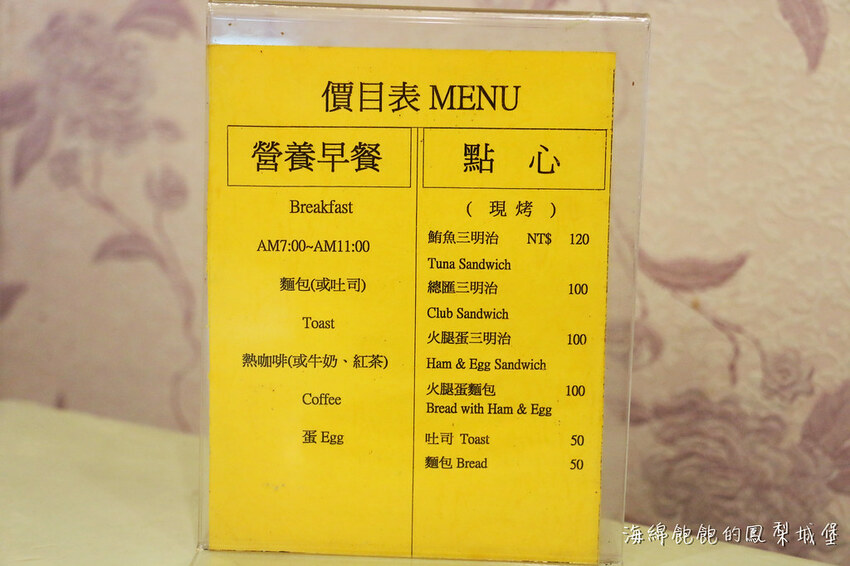 價目表 MENU
營養早餐
Breakfast
AM7:00~AM11:00
麵包(或吐司)
Toast
熱咖啡(或牛奶、紅茶)
Coffee
蛋 Egg
點 心
( 現 烤 )
鮪魚三明治 NT$ 120
Tuna Sandwich
總匯三明治 100
Club Sandwich
火腿蛋三明治 100
Ham & Egg Sandwich
火腿蛋麵包 100
Bread with Ham & Egg
吐司 Toast 50
麵包 Bread 50
海綿飽飽的鳳梨城堡